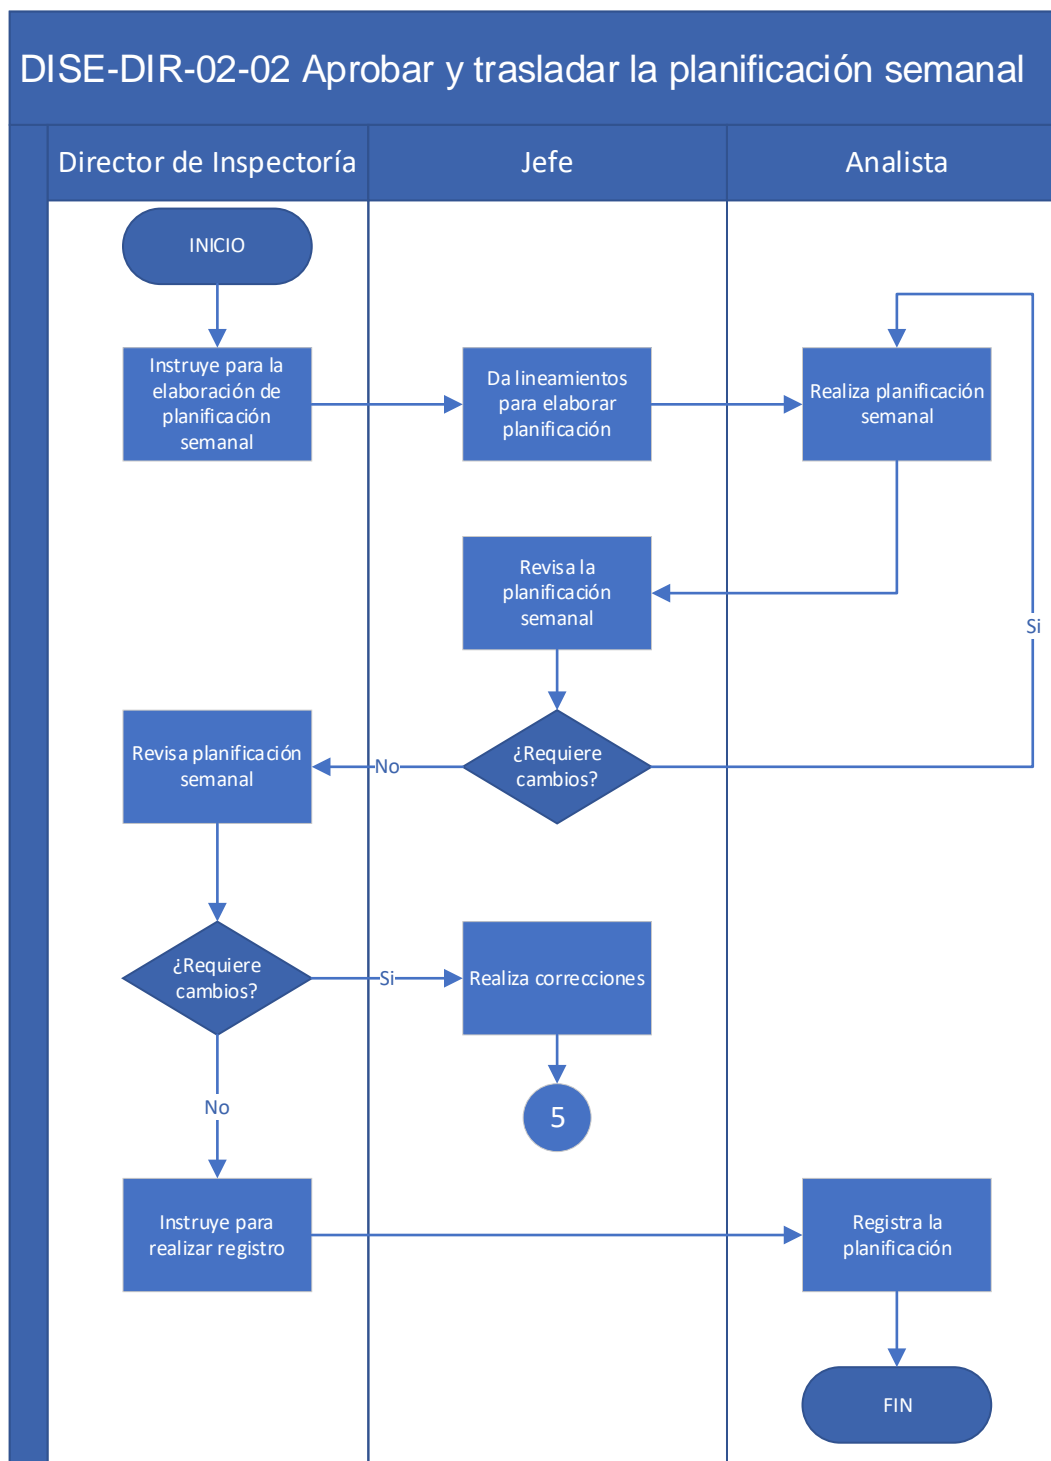 DISE-DIR-02-02 Aprobar y trasladar la planificación semanal
Director de Inspectoría
Jefe
Analista
INICIO
Instruye para la
elaboración de
planificación
semanal
Da lineamientos
para elaborar
planificación
Realiza planificación
semanal
Revisa la
planificación
semanal
Si
Revisa planificación
semanal
No
¿Requiere
cambios?
¿Requiere
cambios?
Si
Realiza correcciones
No
5
Instruye para
realizar registro
Registra la
planificación
FIN